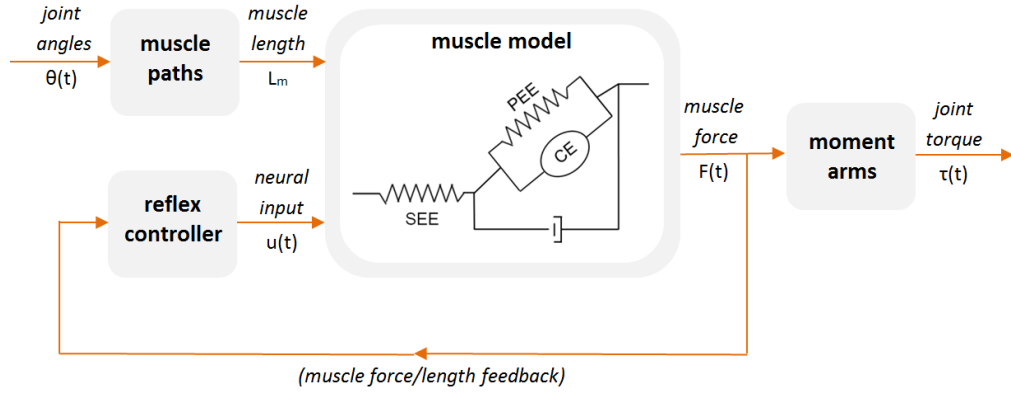 joint
angles
θ(t)
muscle
paths
muscle
length
Lₘ
muscle model
PEE
CE
SEE
reflex
controller
neural
input
u(t)
muscle
force
F(t)
moment
arms
joint
torque
τ(t)
(muscle force/length feedback)